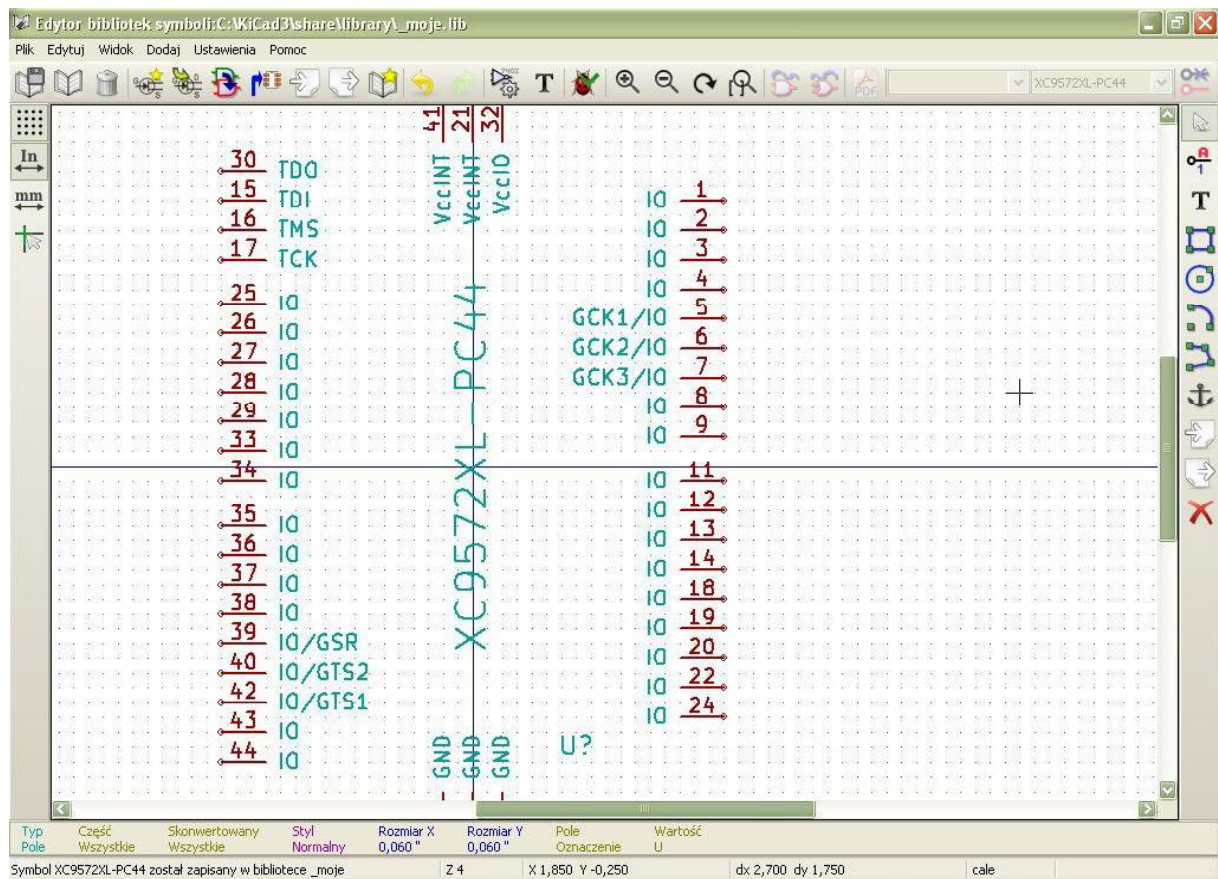 Edytor bibliotek symboli:C:\KiCad3\share\library\_moje.lib
Plik Edytuj Widok Dodaj Ustawienia Pomoc
T
PDF
XC9572XL-PC44
In
mm
A
1
T
41 21 32
VccINT VccINT VccIO
30 TDO
15 TDI
16 TMS
17 TCK
25 IO
26 IO
27 IO
28 IO
29 IO
33 IO
34 IO
35 IO
36 IO
37 IO
38 IO
39 IO/GSR
40 IO/GTS2
42 IO/GTS1
43 IO
44 IO
XC9572XL-PC44
IO 1
IO 2
IO 3
IO 4
GCK1/IO 5
GCK2/IO 6
GCK3/IO 7
IO 8
IO 9
IO 11
IO 12
IO 13
IO 14
IO 18
IO 19
IO 20
IO 22
IO 24
GND GND GND
U?
Typ Część Skonwertowany Styl Rozmiar X Rozmiar Y Pole Wartość
Pole Wszystkie Wszystkie Normalny 0,060 " 0,060 " Oznaczenie U
Symbol XC9572XL-PC44 został zapisany w bibliotece _moje Z 4 X 1,850 Y -0,250 dx 2,700 dy 1,750 cale